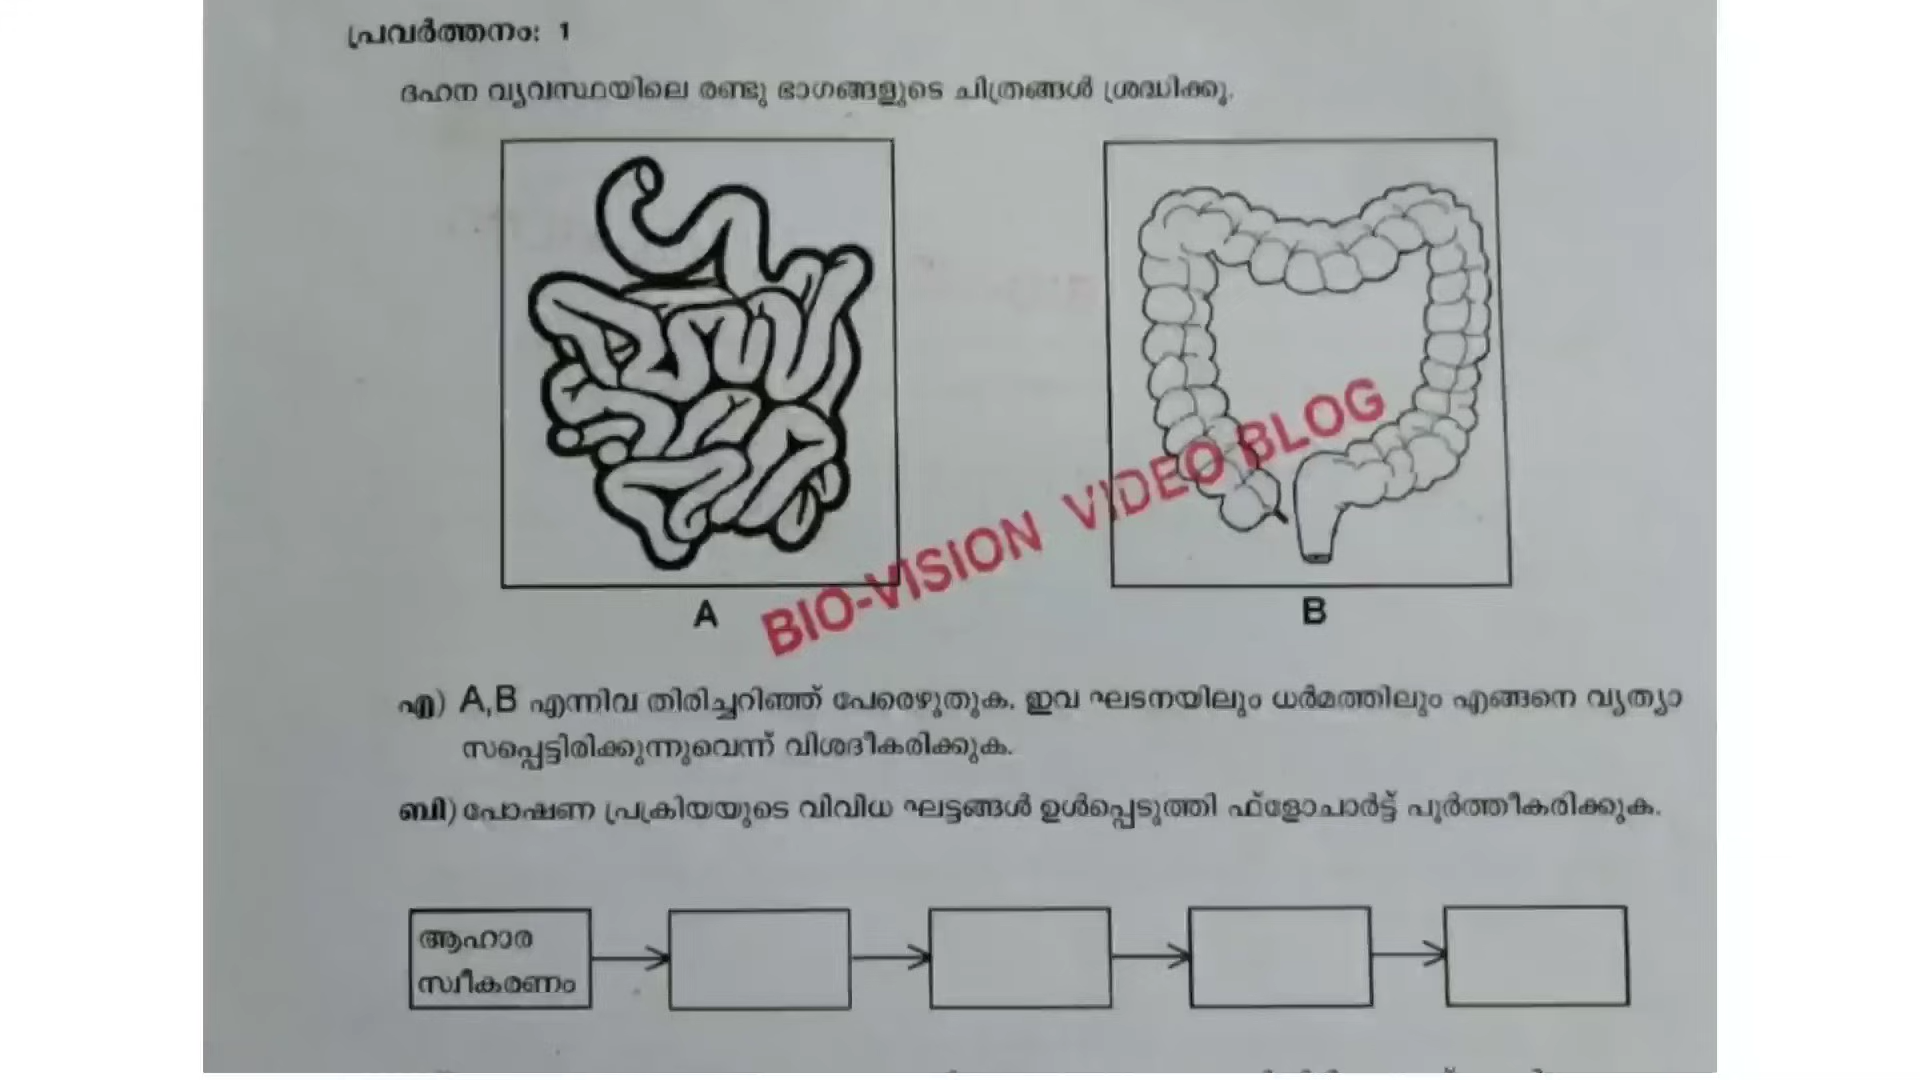 പ്രവർത്തനം: 1
ദഹന വ്യവസ്ഥയിലെ രണ്ടു ഭാഗങ്ങളുടെ ചിത്രങ്ങൾ ശ്രദ്ധിക്കൂ.
A
B
BIO-VISION VIDEO BLOG
എ) A,B എന്നിവ തിരിച്ചറിഞ്ഞ് പേരെഴുതുക. ഇവ ഘടനയിലും ധർമത്തിലും എങ്ങനെ വ്യത്യാ
സപ്പെട്ടിരിക്കുന്നുവെന്ന് വിശദീകരിക്കുക.
ബി) പോഷണ പ്രക്രിയയുടെ വിവിധ ഘട്ടങ്ങൾ ഉൾപ്പെടുത്തി ഫ്ളോചാർട്ട് പൂർത്തീകരിക്കുക.
ആഹാര
സ്വീകരണം